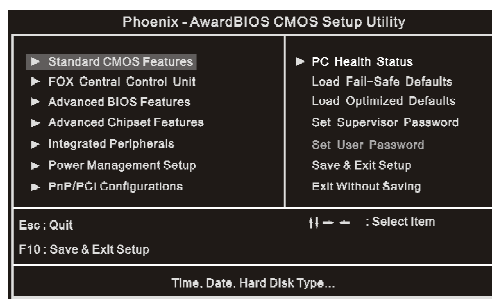 Phoenix - AwardBIOS CMOS Setup Utility
Standard CMOS Features
FOX Central Control Unit
Advanced BIOS Features
Advanced Chipset Features
Integrated Peripherals
Power Management Setup
PnP/PCI Configurations
PC Health Status
Load Fail-Safe Defaults
Load Optimized Defaults
Set Supervisor Password
Set User Password
Save & Exit Setup
Exit Without Saving
Esc : Quit
F10 : Save & Exit Setup
: Select Item
Time, Date, Hard Disk Type...